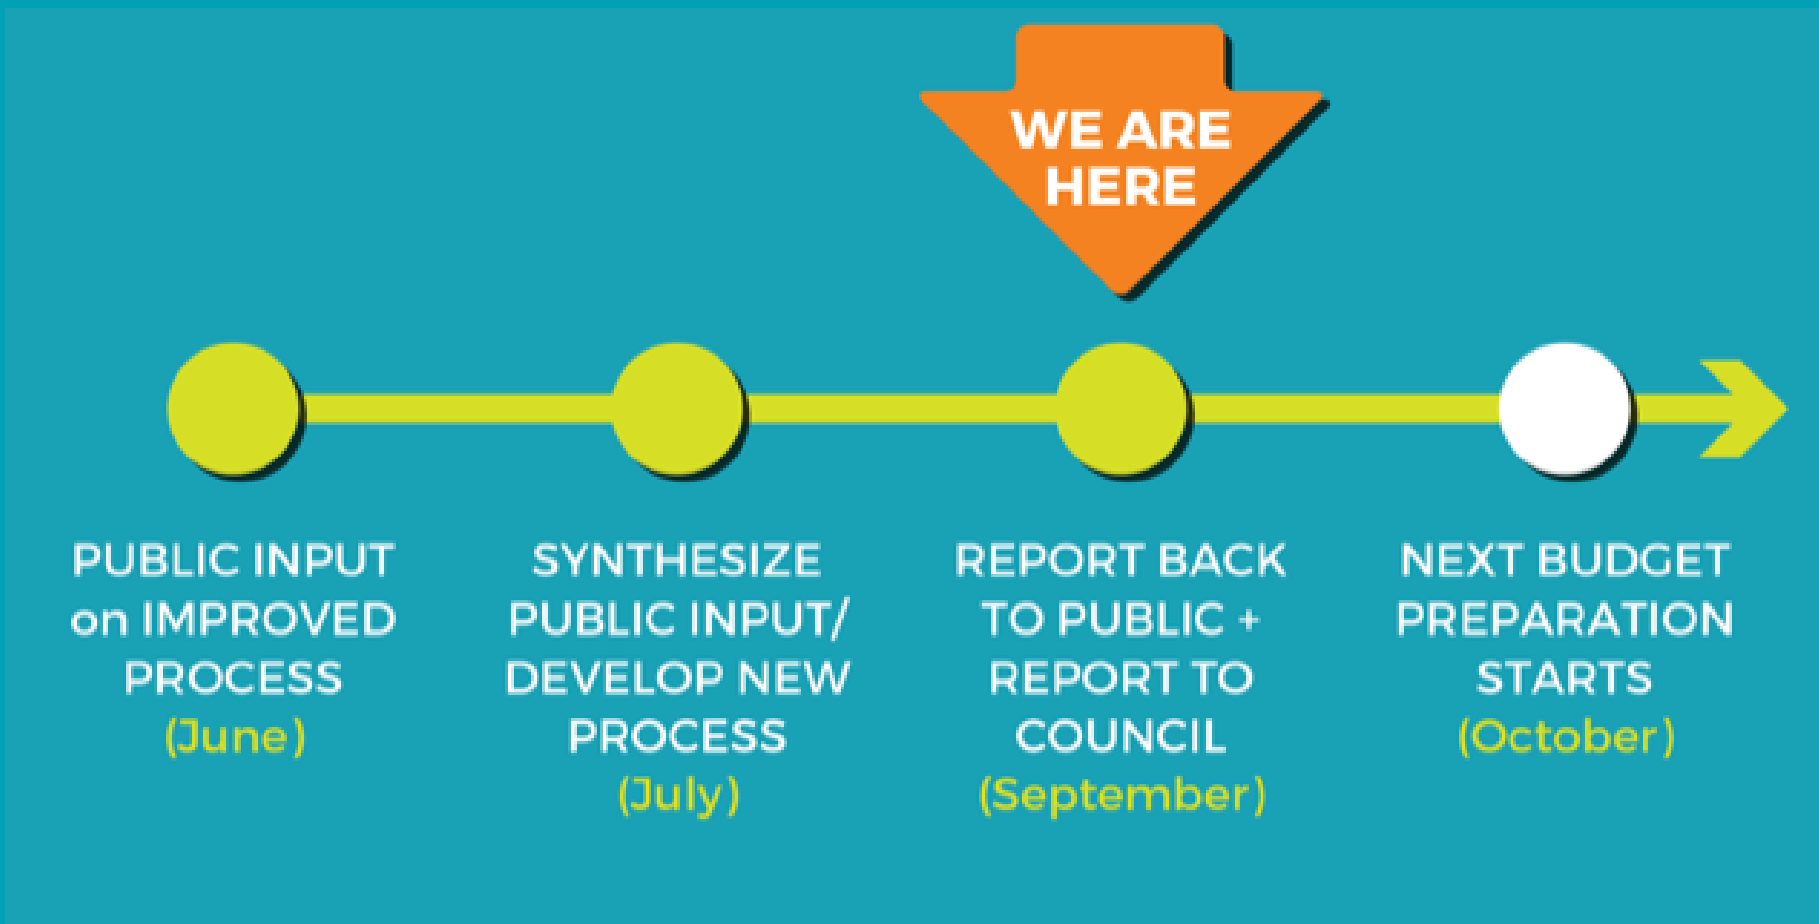 WE ARE
HERE
PUBLIC INPUT
on IMPROVED
PROCESS
(June)
SYNTHESIZE
PUBLIC INPUT/
DEVELOP NEW
PROCESS
(July)
REPORT BACK
TO PUBLIC +
REPORT TO
COUNCIL
(September)
NEXT BUDGET
PREPARATION
STARTS
(October)